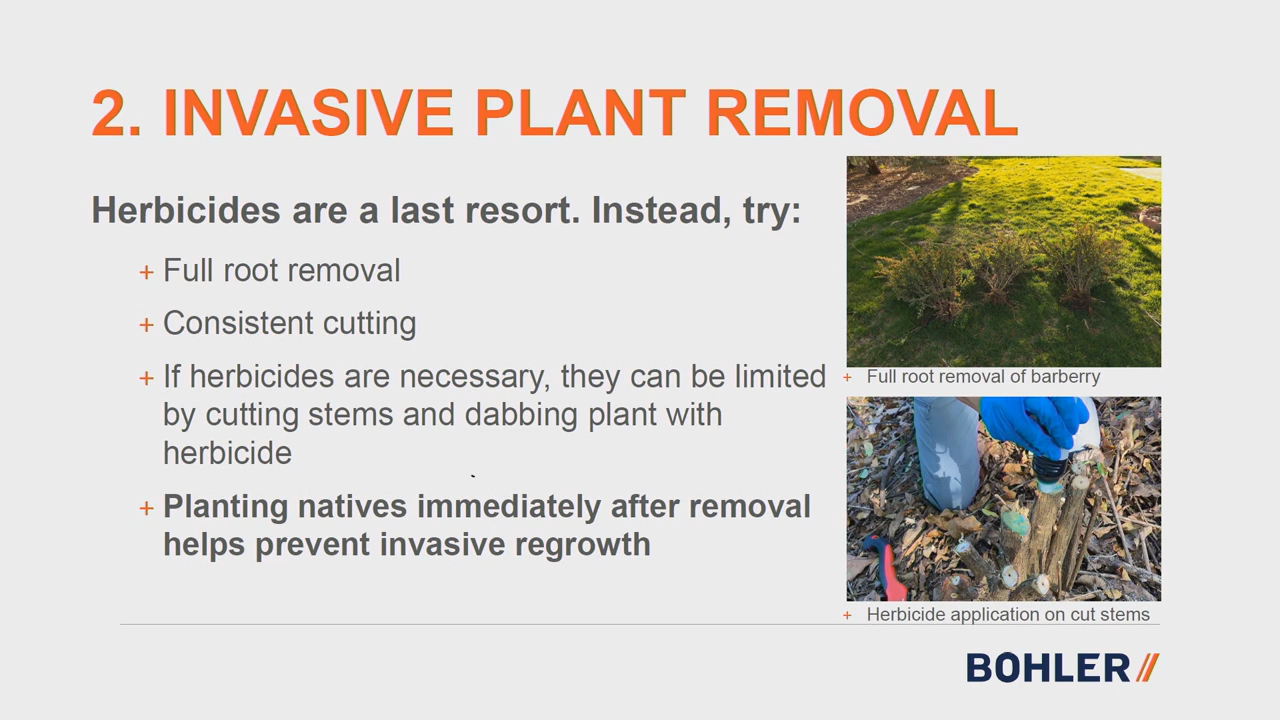 2. INVASIVE PLANT REMOVAL
Herbicides are a last resort. Instead, try:
+ Full root removal
+ Consistent cutting
+ If herbicides are necessary, they can be limited
by cutting stems and dabbing plant with
herbicide
+ Planting natives immediately after removal
helps prevent invasive regrowth
+ Full root removal of barberry
+ Herbicide application on cut stems
BOHLER//